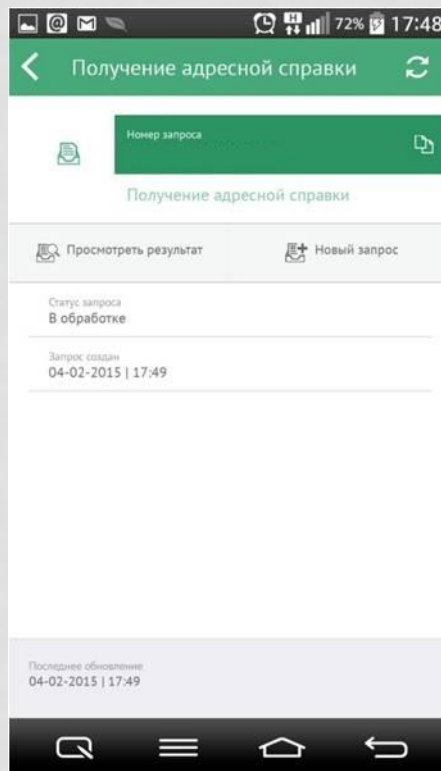 72% 17:48
Получение адресной справки
Номер запроса
Получение адресной справки
Просмотреть результат
Новый запрос
Статус запроса
В обработке
Запрос создан
04-02-2015 | 17:49
Последнее обновление
04-02-2015 | 17:49